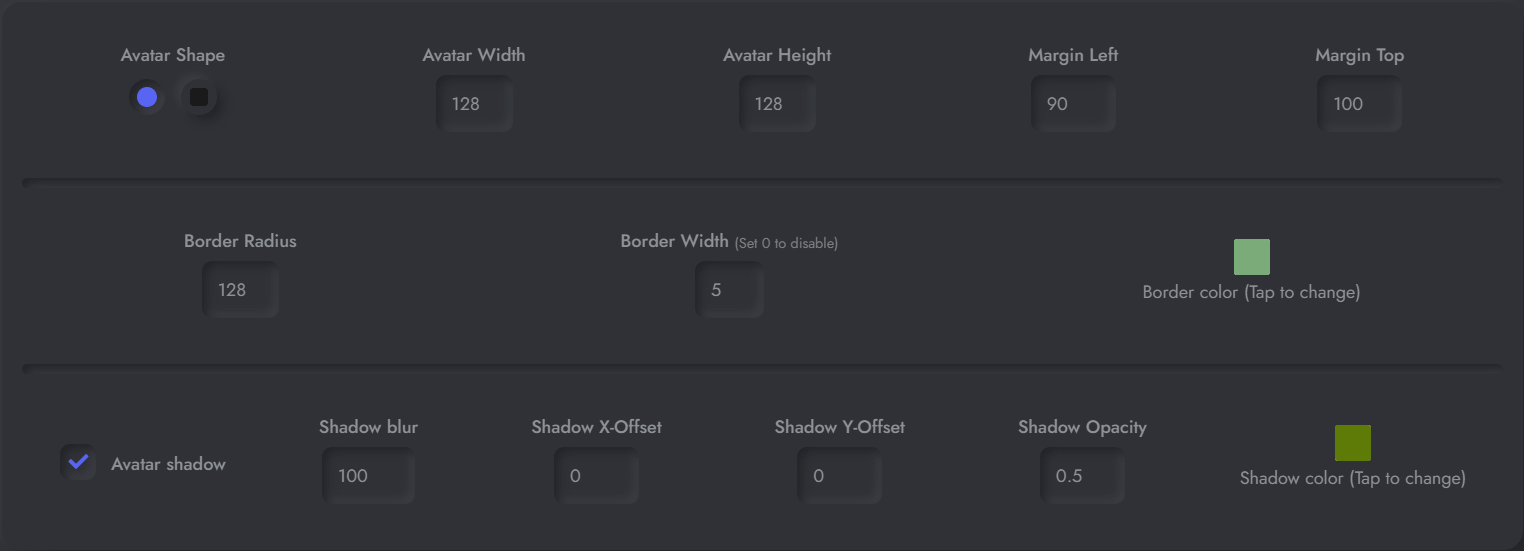 Avatar Shape
Avatar Width
Avatar Height
Margin Left
Margin Top
128
128
90
100
Border Radius
Border Width (Set 0 to disable)
128
5
Border color (Tap to change)
Shadow blur
Shadow X-Offset
Shadow Y-Offset
Shadow Opacity
Avatar shadow
100
0
0
0.5
Shadow color (Tap to change)